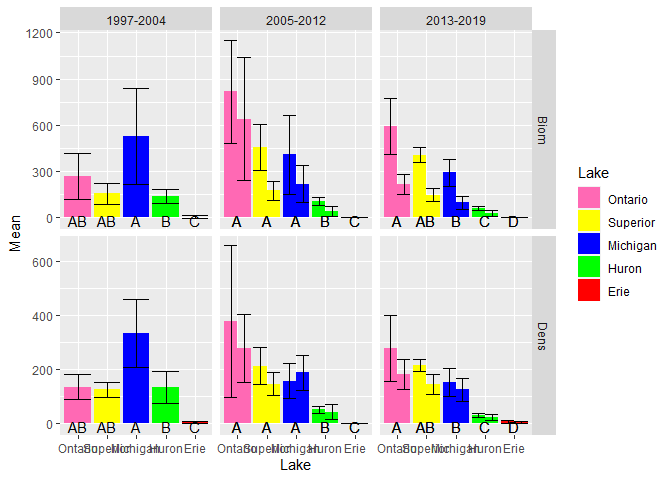 1997-2004 2005-2012 2013-2019
1200
900
600
300
0
AB AB A B C A A A B C A AB B C D
Biom
600
400
200
0
AB AB A B C A A A B C A AB B C D
Dens
Ontario Superior Michigan Huron Erie Ontario Superior Michigan Huron Erie Ontario Superior Michigan Huron Erie
Lake
Mean
Lake
Ontario
Superior
Michigan
Huron
Erie